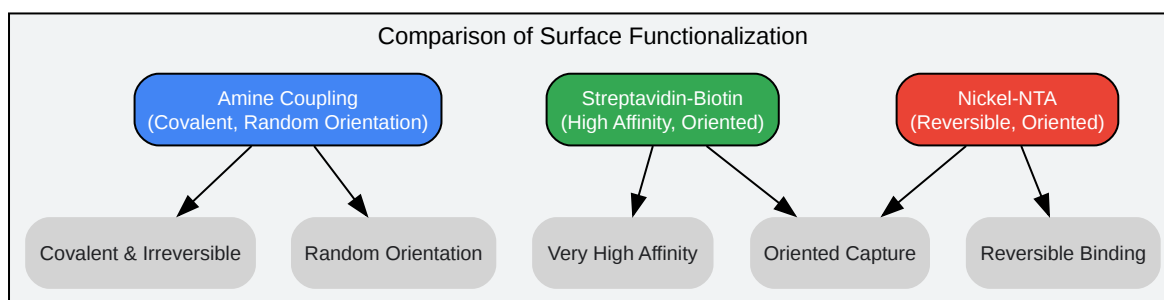 Comparison of Surface Functionalization
Amine Coupling
(Covalent, Random Orientation)
Streptavidin-Biotin
(High Affinity, Oriented)
Nickel-NTA
(Reversible, Oriented)
Covalent & Irreversible
Random Orientation
Very High Affinity
Oriented Capture
Reversible Binding